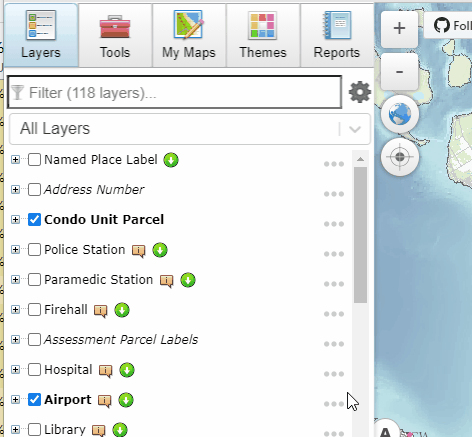 Layers Tools My Maps Themes Reports
Filter (118 layers)...
All Layers
Named Place Label
Address Number
Condo Unit Parcel
Police Station
Paramedic Station
Firehall
Assessment Parcel Labels
Hospital
Airport
Library
+
Foll
-
A